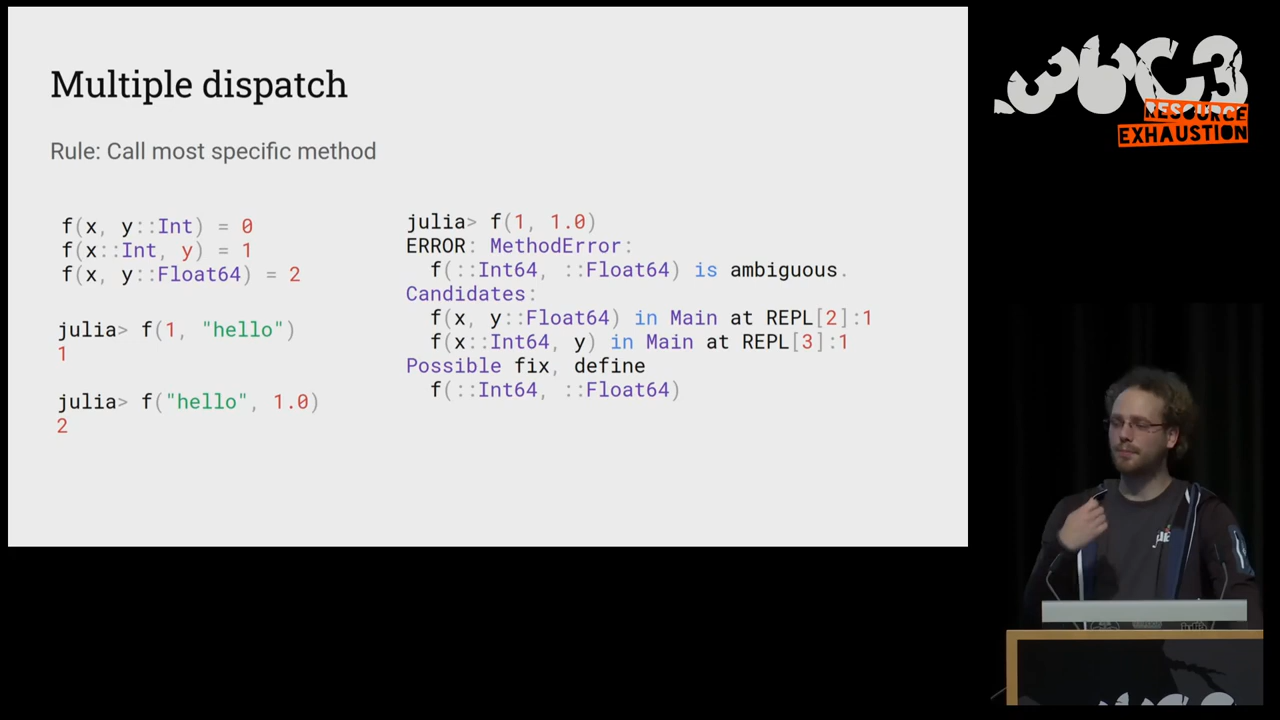 Multiple dispatch
Rule: Call most specific method
f(x, y::Int) = 0
f(x::Int, y) = 1
f(x, y::Float64) = 2
julia> f(1, "hello")
1
julia> f("hello", 1.0)
2
julia> f(1, 1.0)
ERROR: MethodError:
f(::Int64, ::Float64) is ambiguous.
Candidates:
f(x, y::Float64) in Main at REPL[2]:1
f(x::Int64, y) in Main at REPL[3]:1
Possible fix, define
f(::Int64, ::Float64)
36C3
RESOURCE
EXHAUSTION